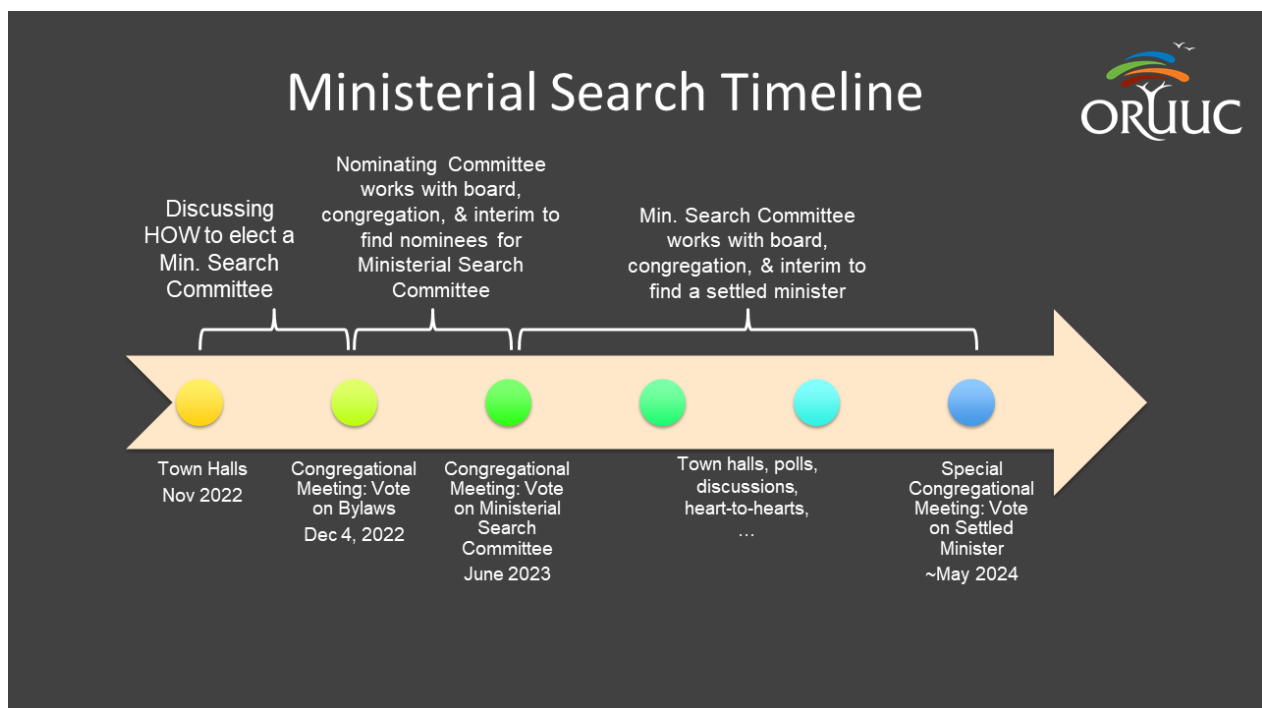 Ministerial Search Timeline
ORUUC
Discussing
HOW to elect a
Min. Search
Committee
Nominating Committee
works with board,
congregation, & interim to
find nominees for
Ministerial Search
Committee
Min. Search Committee
works with board,
congregation, & interim to
find a settled minister
Town Halls
Nov 2022
Congregational
Meeting: Vote
on Bylaws
Dec 4, 2022
Congregational
Meeting: Vote
on Ministerial
Search
Committee
June 2023
Town halls, polls,
discussions,
heart-to-hearts,
…
Special
Congregational
Meeting: Vote
on Settled
Minister
~May 2024